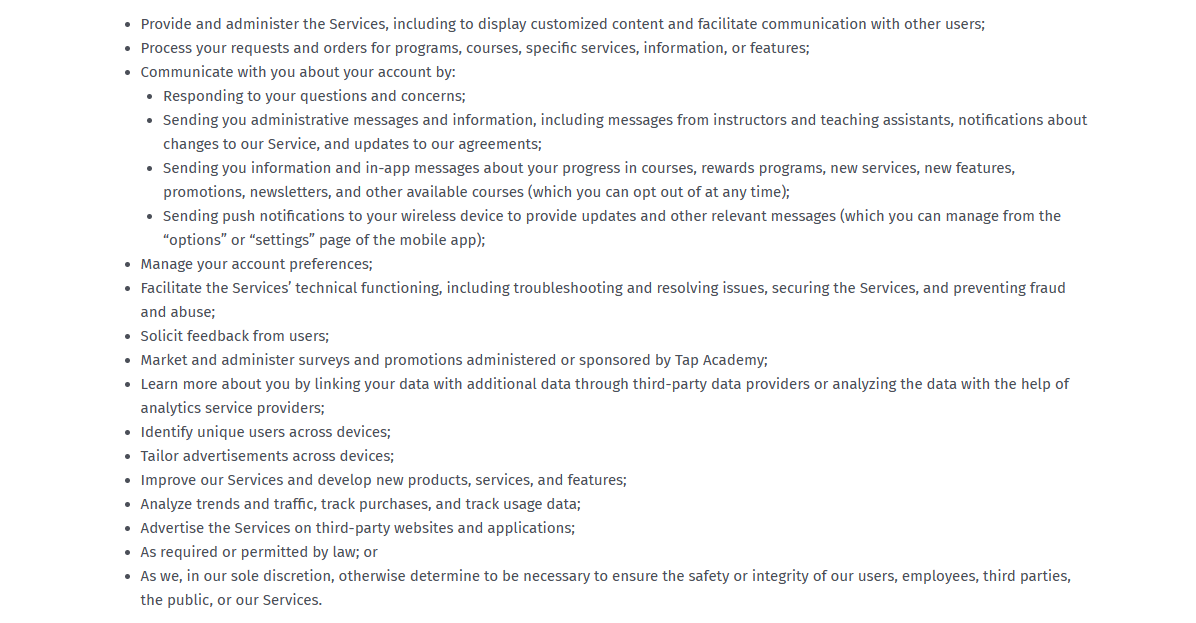 Provide and administer the Services, including to display customized content and facilitate communication with other users;
Process your requests and orders for programs, courses, specific services, information, or features;
Communicate with you about your account by:
Responding to your questions and concerns;
Sending you administrative messages and information, including messages from instructors and teaching assistants, notifications about
changes to our Service, and updates to our agreements;
Sending you information and in-app messages about your progress in courses, rewards programs, new services, new features,
promotions, newsletters, and other available courses (which you can opt out of at any time);
Sending push notifications to your wireless device to provide updates and other relevant messages (which you can manage from the
“options” or “settings” page of the mobile app);
Manage your account preferences;
Facilitate the Services’ technical functioning, including troubleshooting and resolving issues, securing the Services, and preventing fraud
and abuse;
Solicit feedback from users;
Market and administer surveys and promotions administered or sponsored by Tap Academy;
Learn more about you by linking your data with additional data through third-party data providers or analyzing the data with the help of
analytics service providers;
Identify unique users across devices;
Tailor advertisements across devices;
Improve our Services and develop new products, services, and features;
Analyze trends and traffic, track purchases, and track usage data;
Advertise the Services on third-party websites and applications;
As required or permitted by law; or
As we, in our sole discretion, otherwise determine to be necessary to ensure the safety or integrity of our users, employees, third parties,
the public, or our Services.